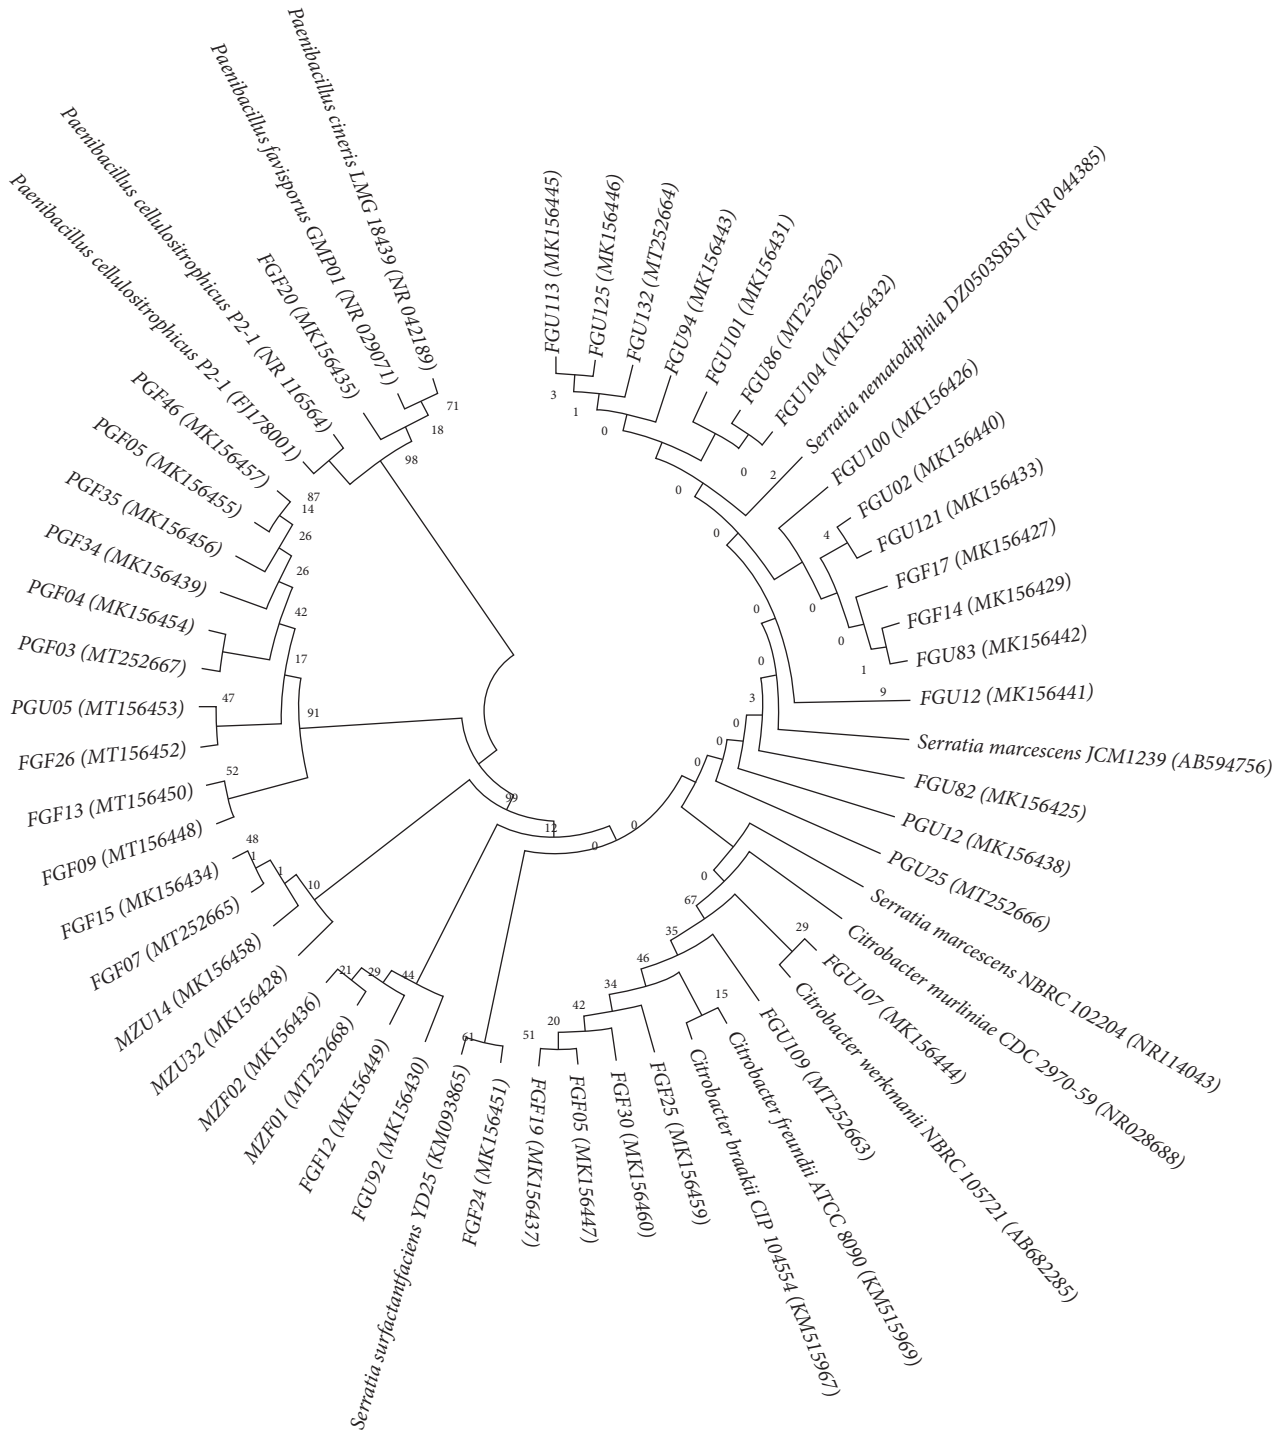 FGU113 (MK156445)
FGU125 (MK156446)
FGU132 (MT252664)
FGU94 (MK156443)
FGU101 (MK156431)
FGU86 (MT252662)
FGU104 (MK156432)
Serratia nematodiphila DZ0503SBS1 (NR 044385)
FGU100 (MK156426)
FGU02 (MK156440)
FGU121 (MK156433)
FGF17 (MK156427)
FGF14 (MK156429)
FGU83 (MK156442)
FGU12 (MK156441)
Serratia marcescens JCM1239 (AB594756)
FGU82 (MK156425)
PGU12 (MK156438)
PGU25 (MT252666)
Serratia marcescens NBRC 102204 (NR114043)
Citrobacter murliniae CDC 2970-59 (NR028688)
FGU107 (MK156444)
Citrobacter werkmanii NBRC 105721 (AB682285)
FGU109 (MT252663)
Citrobacter freundii ATCC 8090 (KM515969)
Citrobacter braakii CIP 104554 (KM515967)
FGF25 (MK156459)
FGF30 (MK156460)
FGF05 (MK156447)
FGF19 (MK156437)
FGF24 (MK156451)
Serratia surfactantfaciens YD25 (KM093865)
FGU92 (MK156430)
FGF12 (MK156449)
MZF01 (MT252668)
MZF02 (MK156436)
MZU32 (MK156428)
MZU14 (MK156458)
FGF07 (MT252665)
FGF15 (MK156434)
FGF09 (MT156448)
FGF13 (MT156450)
FGF26 (MT156452)
PGU05 (MT156453)
PGF03 (MT252667)
PGF04 (MK156454)
PGF34 (MK156439)
PGF35 (MK156456)
PGF05 (MK156455)
PGF46 (MK156457)
Paenibacillus cellulositrophicus P2-1 (FJ178001)
Paenibacillus cellulositrophicus P2-1 (NR 116564)
FGF20 (MK156435)
Paenibacillus favisporus GMP01 (NR 029071)
Paenibacillus cineris LMG 18439 (NR 042189)
3
1
0
0
2
0
0
4
0
0
1
0
9
0
3
0
0
0
0
67
29
35
46
15
34
42
20
51
0
0
12
99
61
44
29
21
10
1
1
48
52
91
47
17
42
26
26
14
87
98
18
71